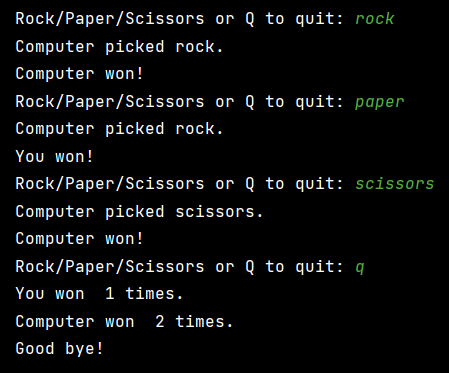 Rock/Paper/Scissors or Q to quit: rock
Computer picked rock.
Computer won!
Rock/Paper/Scissors or Q to quit: paper
Computer picked rock.
You won!
Rock/Paper/Scissors or Q to quit: scissors
Computer picked scissors.
Computer won!
Rock/Paper/Scissors or Q to quit: q
You won  1 times.
Computer won  2 times.
Good bye!